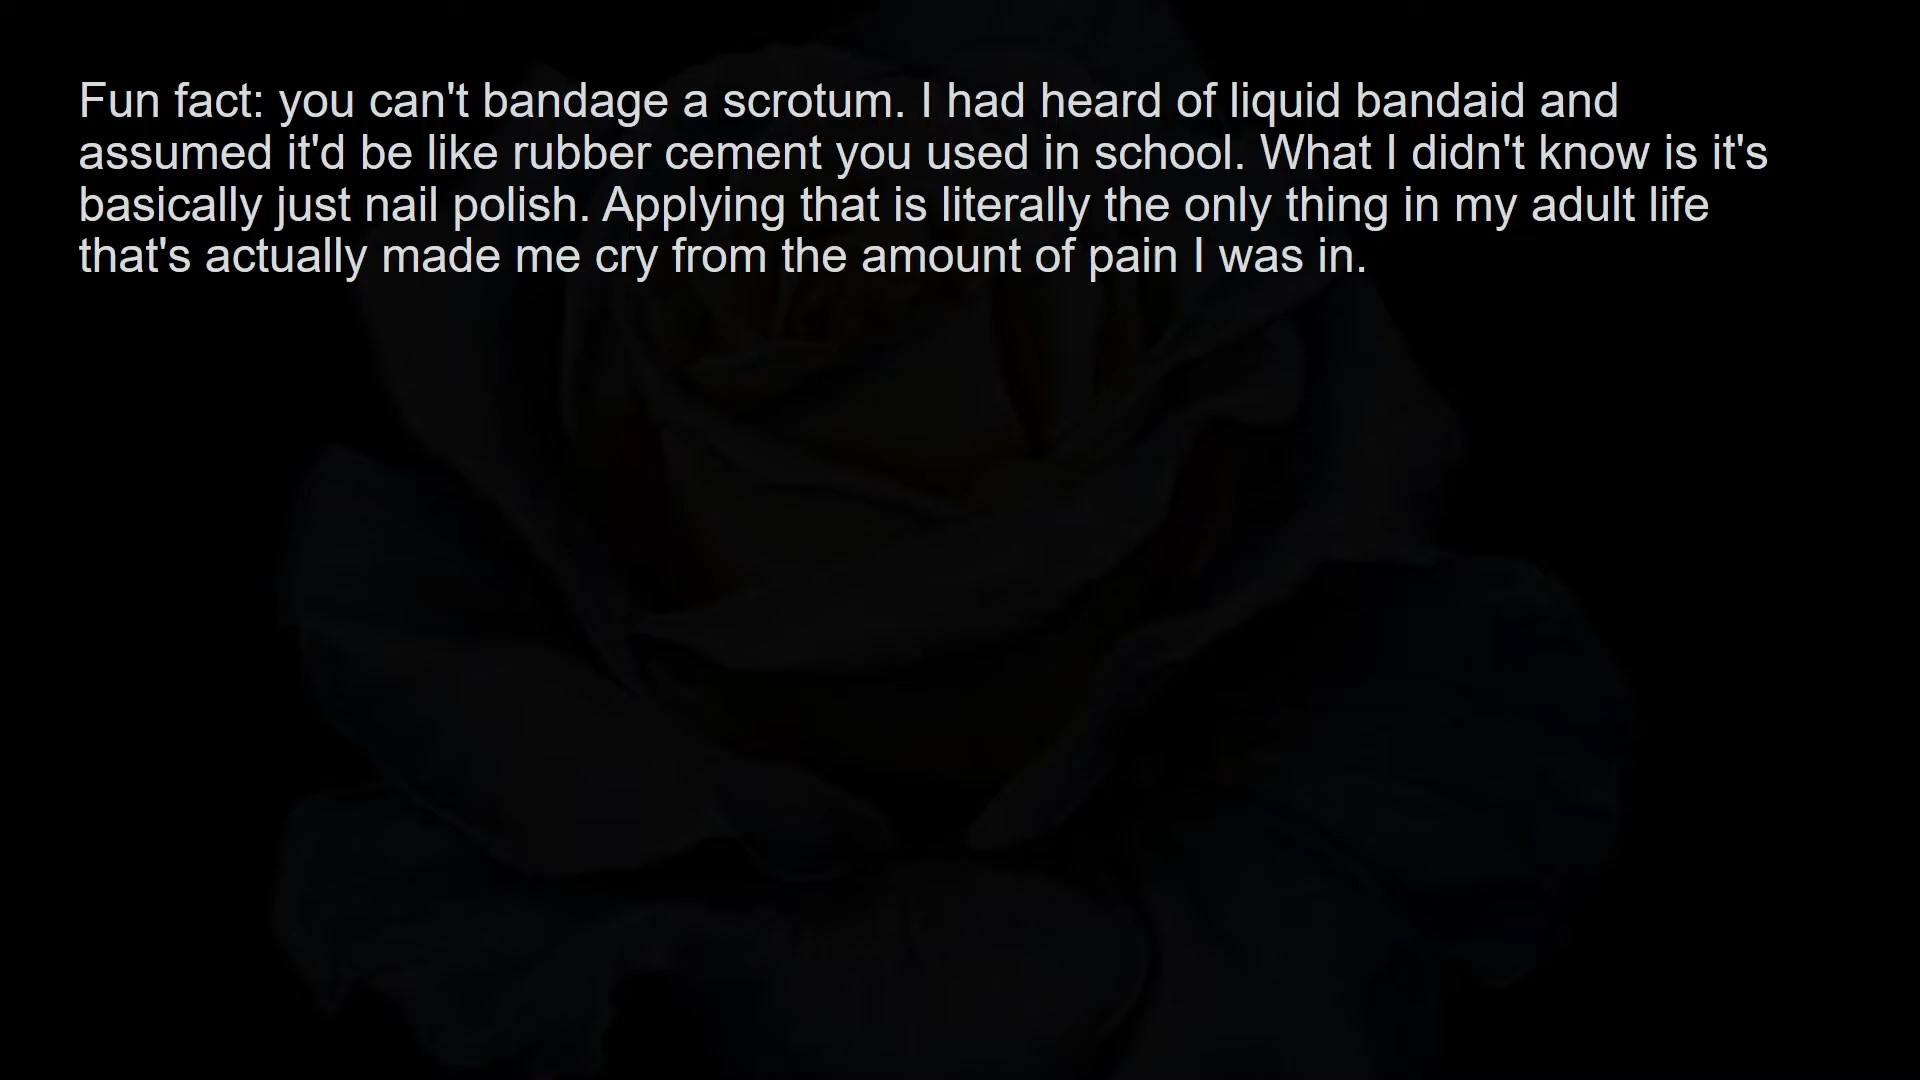 Fun fact: you can't bandage a scrotum. I had heard of liquid bandaid and
assumed it'd be like rubber cement you used in school. What I didn't know is it's
basically just nail polish. Applying that is literally the only thing in my adult life
that's actually made me cry from the amount of pain I was in.